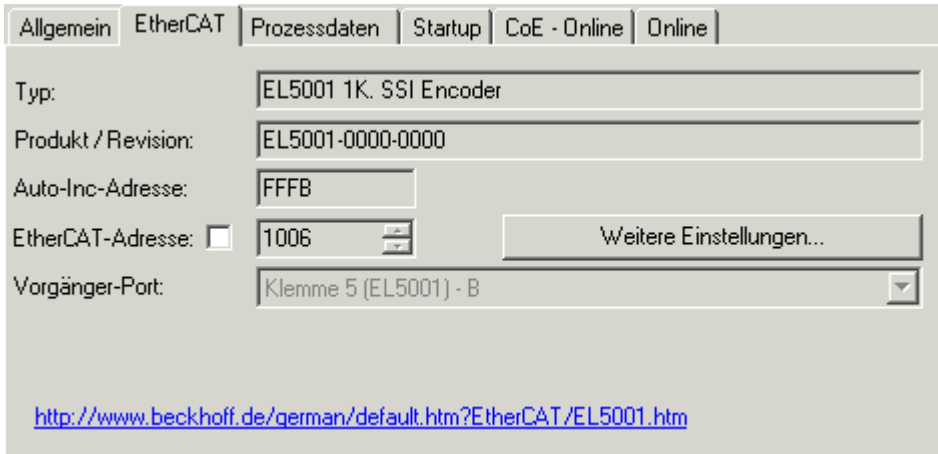 Allgemein EtherCAT Prozessdaten Startup CoE - Online Online
Typ: EL5001 1K. SSI Encoder
Produkt / Revision: EL5001-0000-0000
Auto-Inc-Adresse: FFFB
EtherCAT-Adresse: 1006 Weitere Einstellungen...
Vorgänger-Port: Klemme 5 (EL5001) - B
http://www.beckhoff.de/german/default.htm?EtherCAT/EL5001.htm